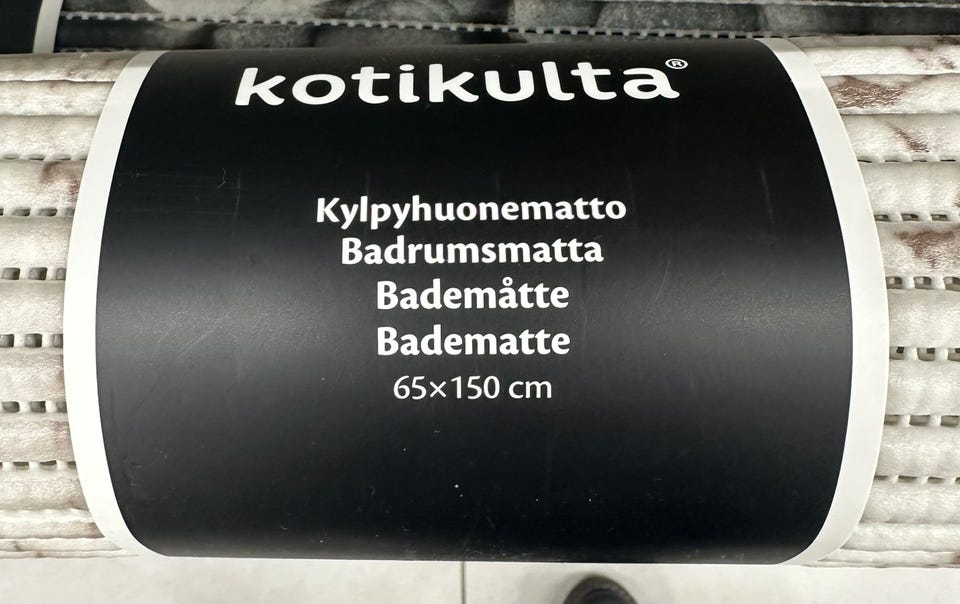 kotikulta®
Kylpyhuonematto
Badrumsmatta
Bademåtte
Badematte
65×150 cm